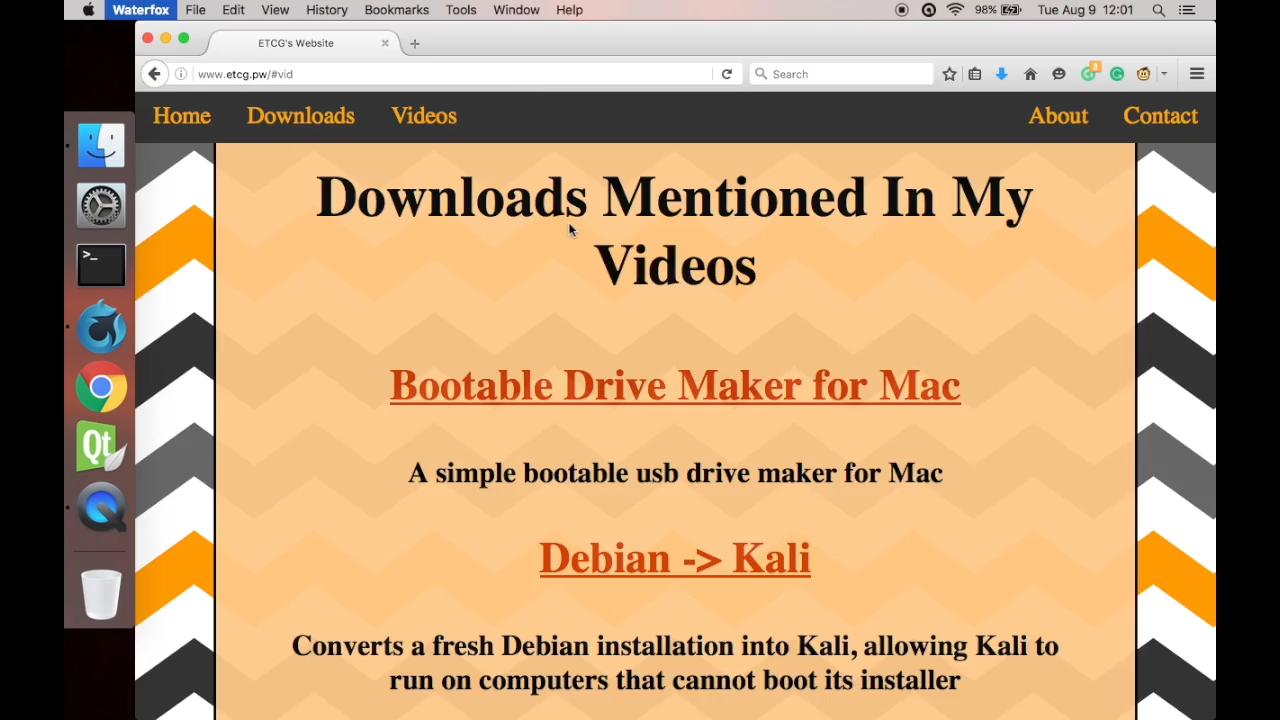 Waterfox File Edit View History Bookmarks Tools Window Help 98% Tue Aug 9 12:01
ETCG's Website
www.etcg.pw/#vid Search 3
Home Downloads Videos About Contact
Downloads Mentioned In My
Videos
Bootable Drive Maker for Mac
A simple bootable usb drive maker for Mac
Debian -> Kali
Converts a fresh Debian installation into Kali, allowing Kali to
run on computers that cannot boot its installer
>_
Qt